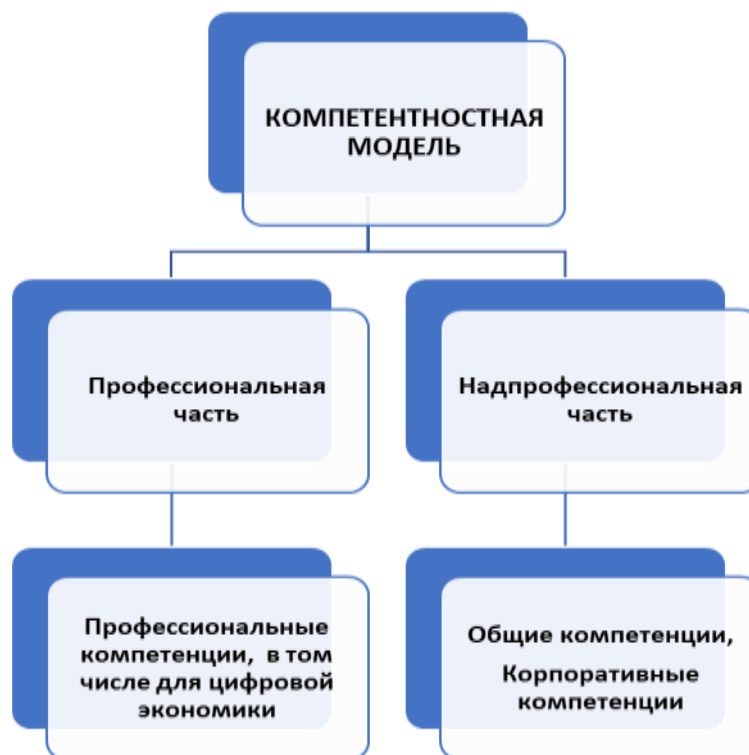 КОМПЕТЕНТНОСТНАЯ
МОДЕЛЬ
Профессиональная
часть
Надпрофессиональная
часть
Профессиональные
компетенции, в том
числе для цифровой
экономики
Общие компетенции,
Корпоративные
компетенции